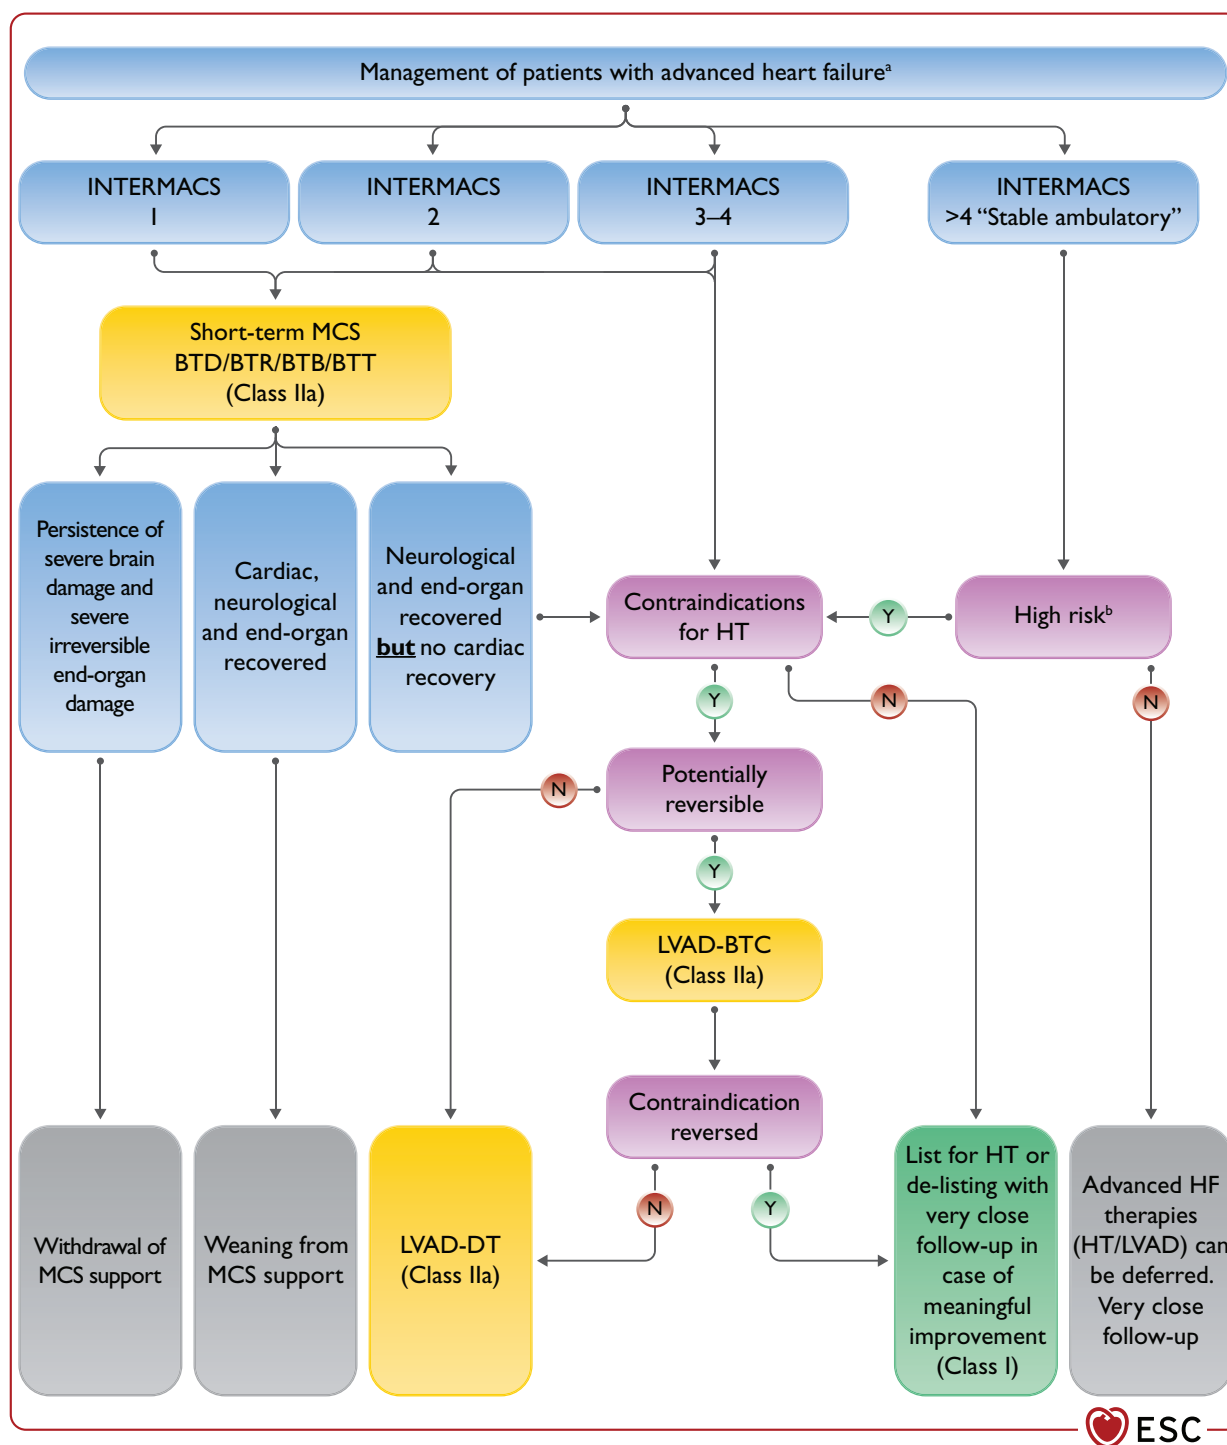 Management of patients with advanced heart failureᵃ
INTERMACS
1
INTERMACS
2
INTERMACS
3–4
INTERMACS
>4 “Stable ambulatory”
Short-term MCS
BTD/BTR/BTB/BTT
(Class IIa)
Persistence of
severe brain
damage and
severe
irreversible
end-organ
damage
Cardiac,
neurological
and end-organ
recovered
Neurological
and end-organ
recovered
but no cardiac
recovery
Contraindications
for HT
Y
High riskᵇ
Y
N
N
Potentially
reversible
N
Y
LVAD-BTC
(Class IIa)
Contraindication
reversed
N
Y
Withdrawal of
MCS support
Weaning from
MCS support
LVAD-DT
(Class IIa)
List for HT or
de-listing with
very close
follow-up in
case of
meaningful
improvement
(Class I)
Advanced HF
therapies
(HT/LVAD) can
be deferred.
Very close
follow-up
ESC